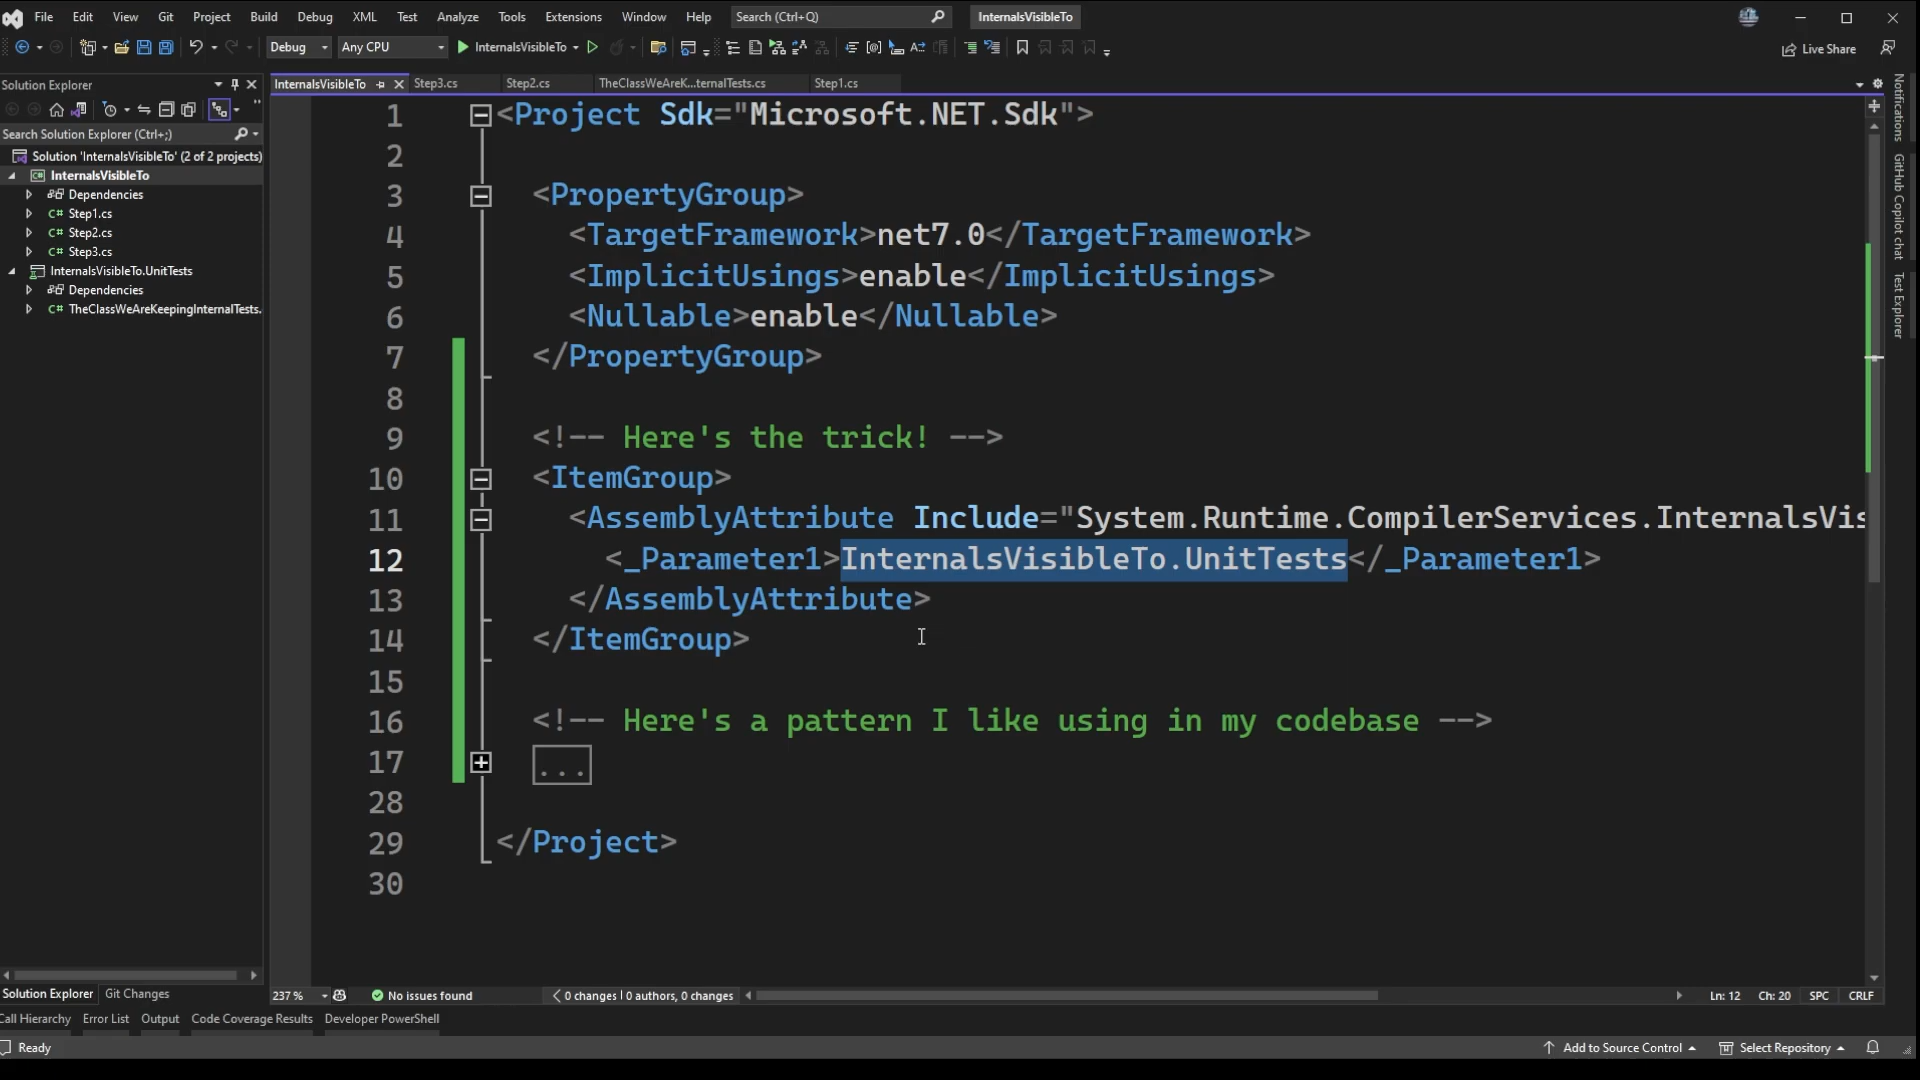 File Edit View Git Project Build Debug XML Test Analyze Tools Extensions Window Help Search (Ctrl+Q) InternalsVisibleTo
Debug Any CPU InternalsVisibleTo Live Share
Solution Explorer
Search Solution Explorer (Ctrl+;)
Solution 'InternalsVisibleTo' (2 of 2 projects)
InternalsVisibleTo
Dependencies
C# Step1.cs
C# Step2.cs
C# Step3.cs
InternalsVisibleTo.UnitTests
Dependencies
C# TheClassWeAreKeepingInternalTests.
InternalsVisibleTo Step3.cs Step2.cs TheClassWeAreK...ternalTests.cs Step1.cs
1 <Project Sdk="Microsoft.NET.Sdk">
2
3 <PropertyGroup>
4 <TargetFramework>net7.0</TargetFramework>
5 <ImplicitUsings>enable</ImplicitUsings>
6 <Nullable>enable</Nullable>
7 </PropertyGroup>
8
9 <!-- Here's the trick! -->
10 <ItemGroup>
11 <AssemblyAttribute Include="System.Runtime.CompilerServices.InternalsVis
12 <_Parameter1>InternalsVisibleTo.UnitTests</_Parameter1>
13 </AssemblyAttribute>
14 </ItemGroup>
15
16 <!-- Here's a pattern I like using in my codebase -->
17 ...
28
29 </Project>
30
Notifications
GitHub Copilot chat
Test Explorer
Solution Explorer Git Changes
237 % No issues found 0 changes | 0 authors, 0 changes Ln: 12 Ch: 20 SPC CRLF
Call Hierarchy Error List Output Code Coverage Results Developer PowerShell
Ready Add to Source Control Select Repository